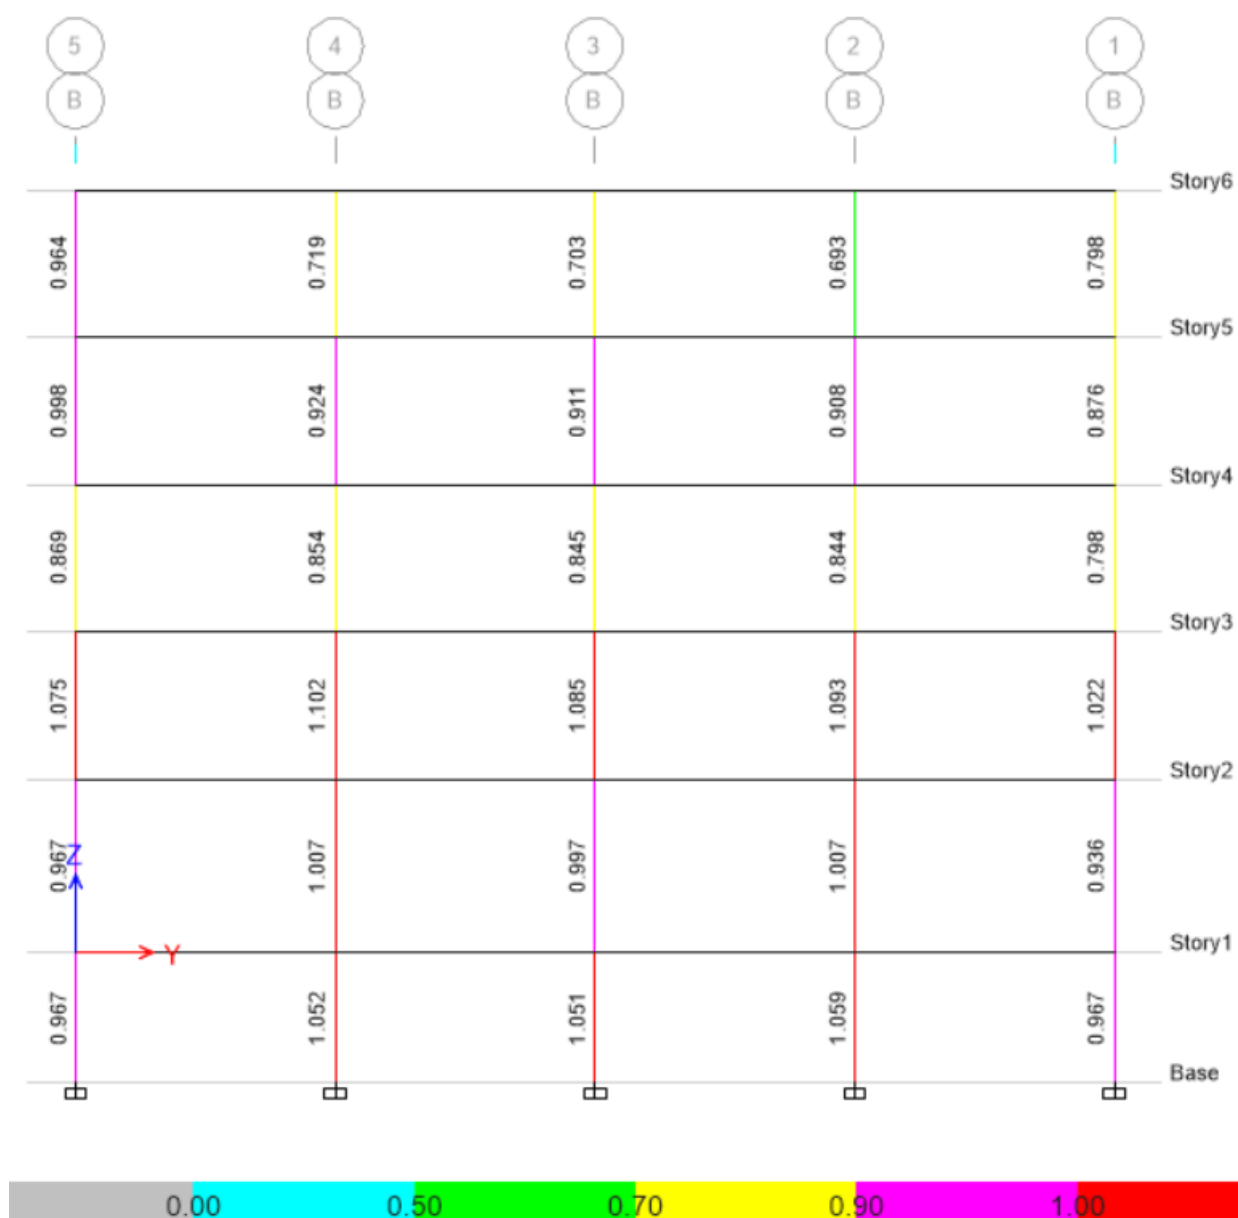 5 4 3 2 1
B B B B B
Story6
0.964 0.719 0.703 0.693 0.798
Story5
0.998 0.924 0.911 0.908 0.876
Story4
0.869 0.854 0.845 0.844 0.798
Story3
1.075 1.102 1.085 1.093 1.022
Story2
0.967 1.007 0.997 1.007 0.936
Z
Story1
Y
0.967 1.052 1.051 1.059 0.967
Base
0.00 0.50 0.70 0.90 1.00